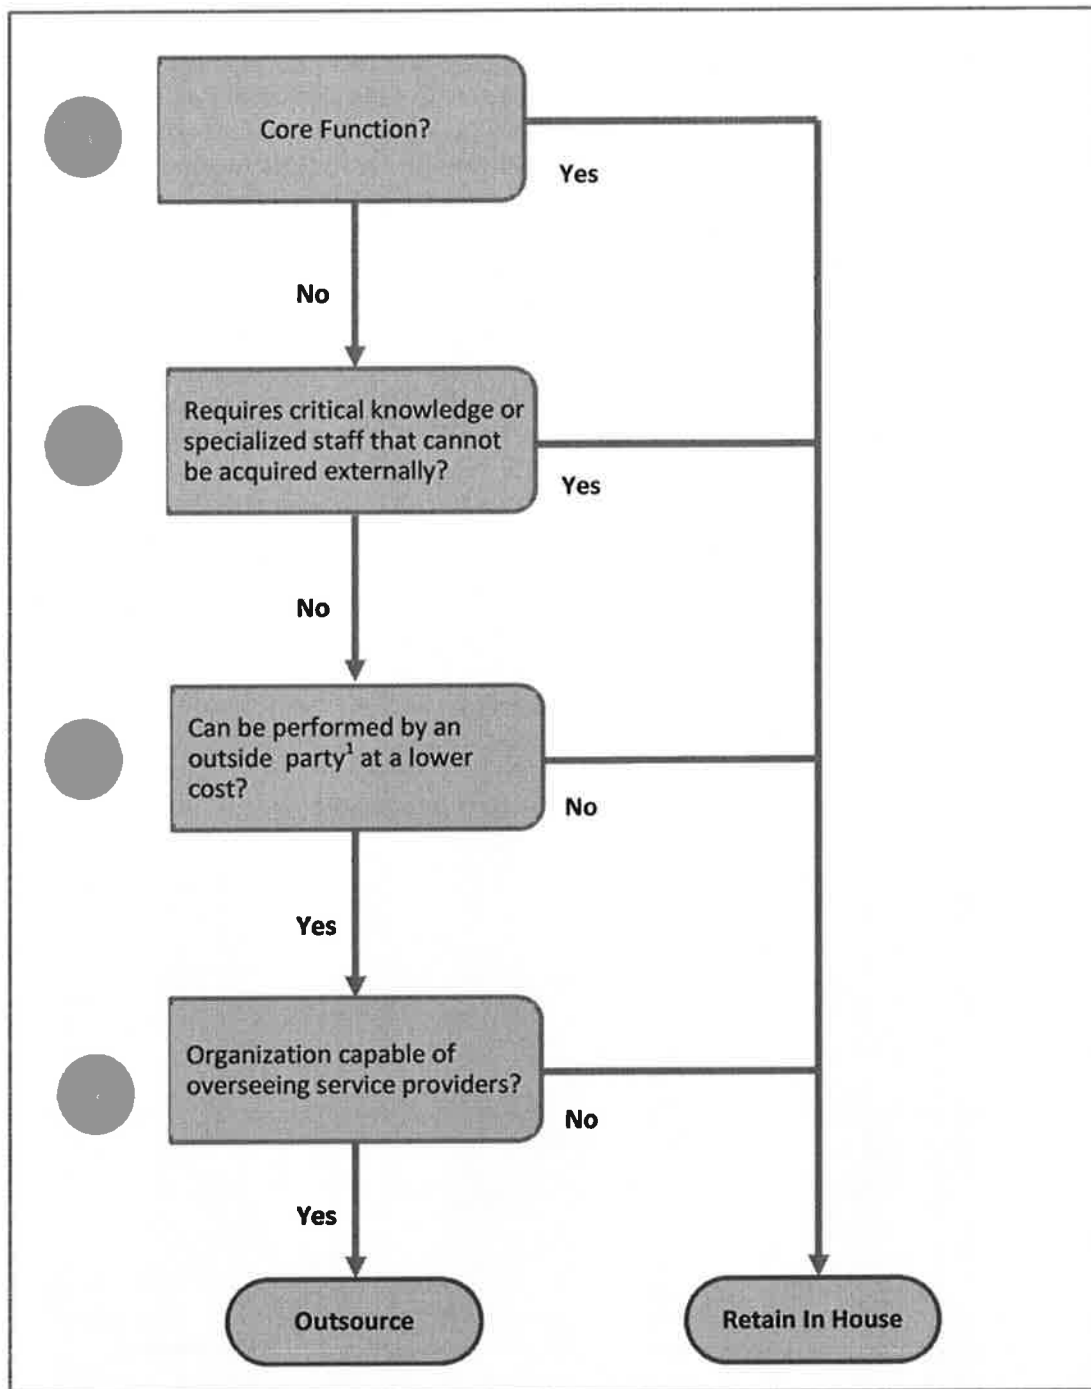 Core Function?
Yes
No
Requires critical knowledge or
specialized staff that cannot
be acquired externally?
Yes
No
Can be performed by an
outside party¹ at a lower
cost?
No
Yes
Organization capable of
overseeing service providers?
No
Yes
Outsource
Retain In House